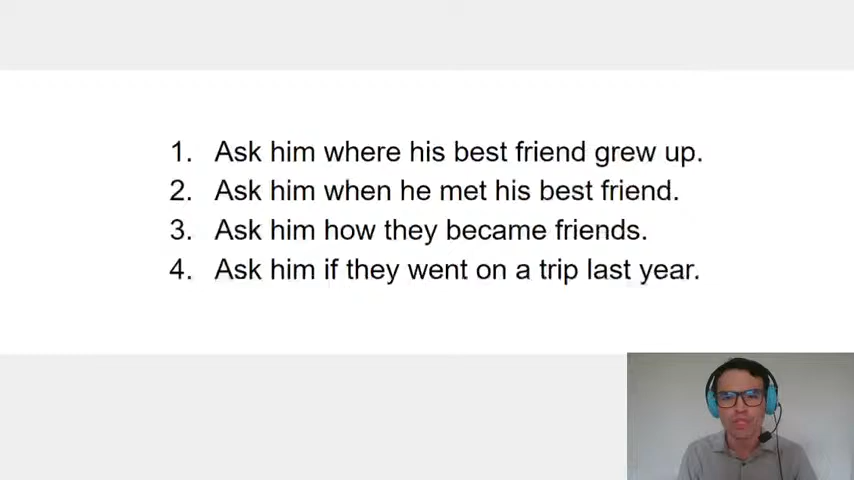 1. Ask him where his best friend grew up.
2. Ask him when he met his best friend.
3. Ask him how they became friends.
4. Ask him if they went on a trip last year.